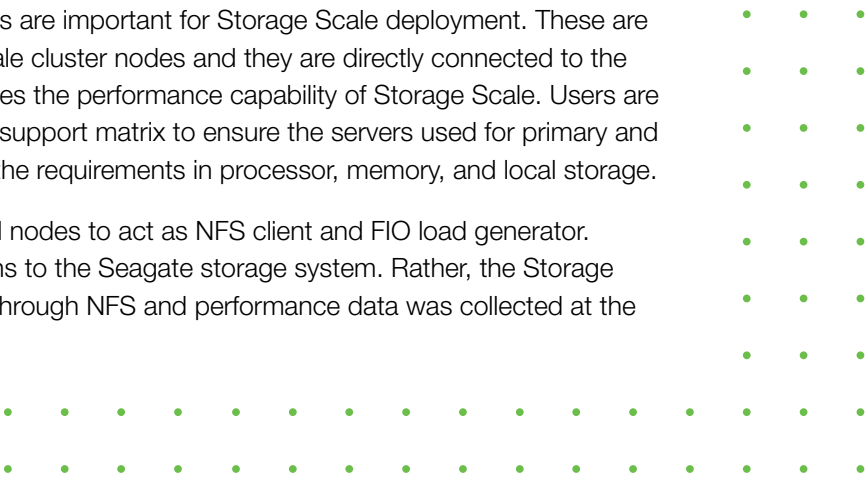 s are important for Storage Scale deployment. These are
ale cluster nodes and they are directly connected to the
es the performance capability of Storage Scale. Users are
support matrix to ensure the servers used for primary and
the requirements in processor, memory, and local storage.
nodes to act as NFS client and FIO load generator.
ns to the Seagate storage system. Rather, the Storage
through NFS and performance data was collected at the